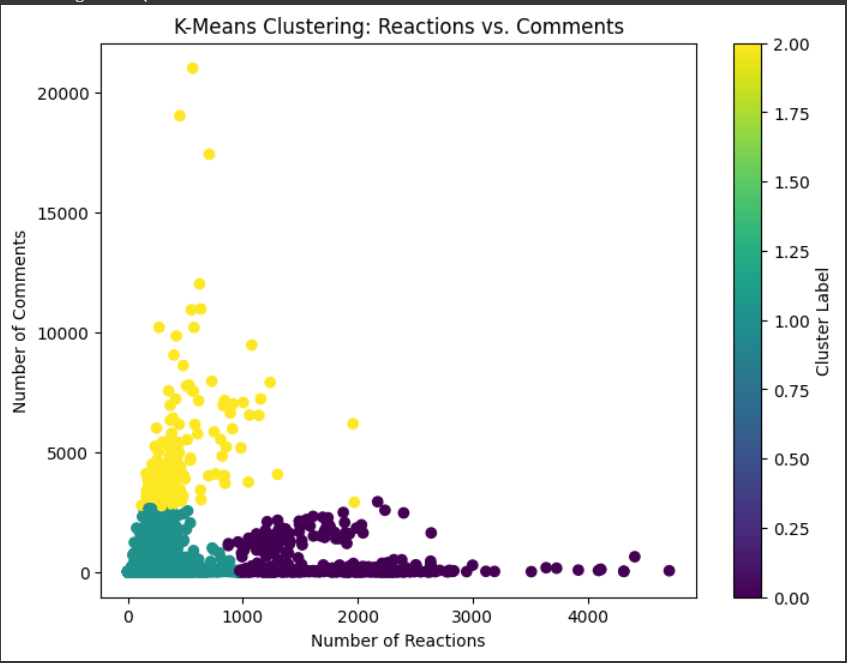 K-Means Clustering: Reactions vs. Comments
20000
15000
10000
5000
0
Number of Comments
0 1000 2000 3000 4000
Number of Reactions
2.00
1.75
1.50
1.25
1.00
0.75
0.50
0.25
0.00
Cluster Label